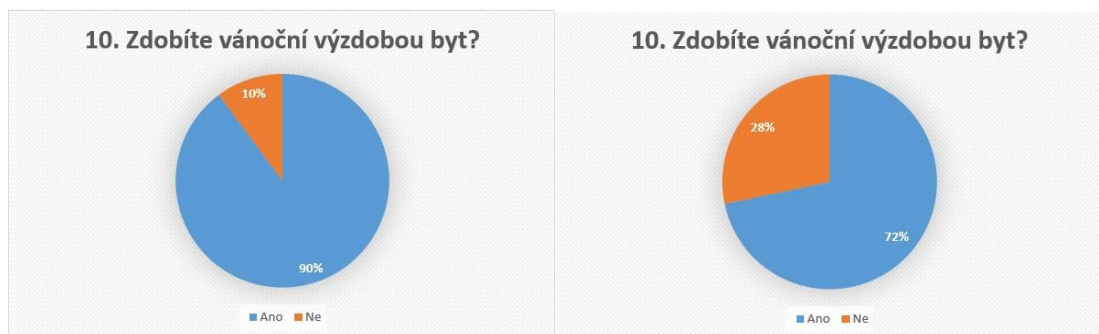 10. Zdobíte vánoční výzdobou byt?
10%
90%
Ano Ne
10. Zdobíte vánoční výzdobou byt?
28%
72%
Ano Ne